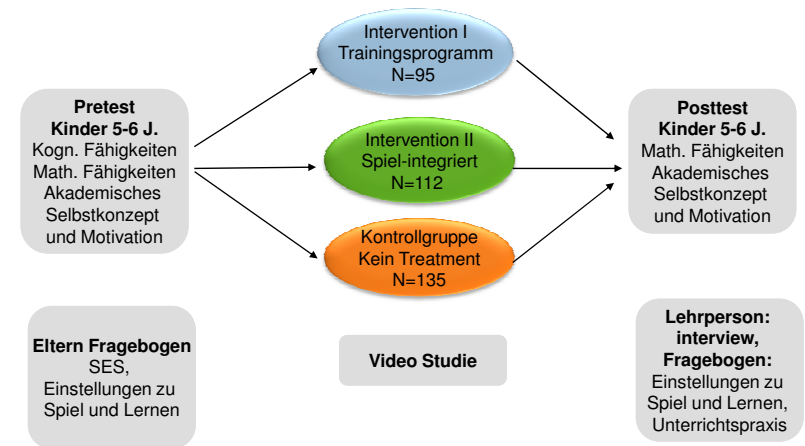 Intervention I
Trainingsprogramm
N=95
Pretest
Kinder 5-6 J.
Kogn. Fähigkeiten
Math. Fähigkeiten
Akademisches
Selbstkonzept
und Motivation
Intervention II
Spiel-integriert
N=112
Kontrollgruppe
Kein Treatment
N=135
Posttest
Kinder 5-6 J.
Math. Fähigkeiten
Akademisches
Selbstkonzept
und Motivation
Eltern Fragebogen
SES,
Einstellungen zu
Spiel und Lernen
Video Studie
Lehrperson:
interview,
Fragebogen:
Einstellungen zu
Spiel und Lernen,
Unterrichtspraxis